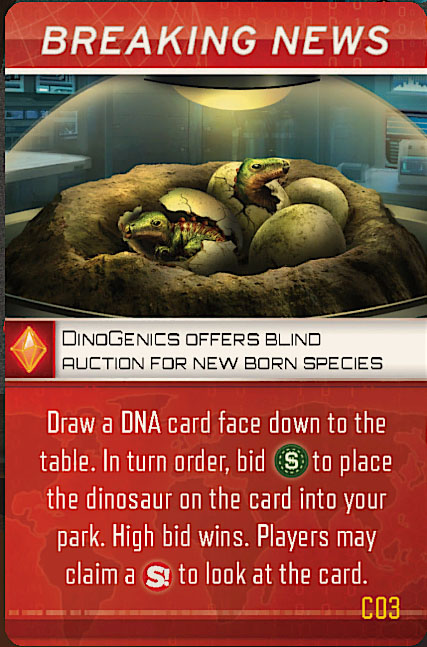 BREAKING NEWS
DINOGENICS OFFERS BLIND
AUCTION FOR NEW BORN SPECIES
Draw a DNA card face down to the
table. In turn order, bid $ to place
the dinosaur on the card into your
park. High bid wins. Players may
claim a S! to look at the card.
C03